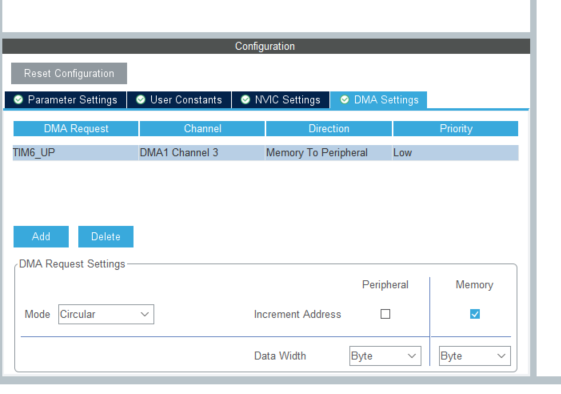 Configuration
Reset Configuration
Parameter Settings User Constants NVIC Settings DMA Settings
DMA Request Channel Direction Priority
TIM6_UP DMA1 Channel 3 Memory To Peripheral Low
Add Delete
DMA Request Settings
Peripheral Memory
Mode Circular Increment Address
Data Width Byte Byte